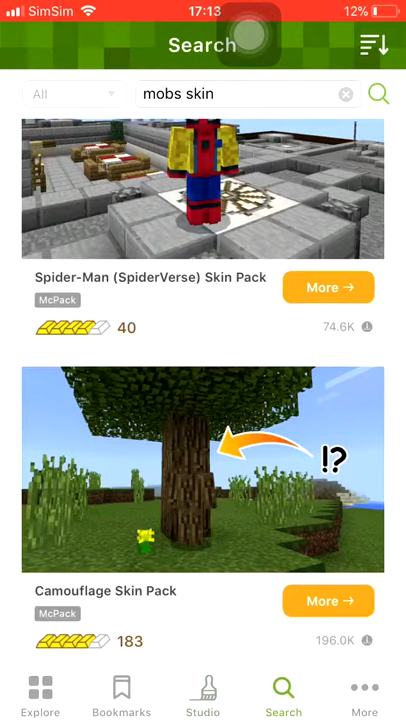 SimSim 17:13 12%
Search
All mobs skin
Spider-Man (SpiderVerse) Skin Pack
McPack
More →
40 74.6K
!?
Camouflage Skin Pack
McPack
More →
183 196.0K
Explore Bookmarks Studio Search More